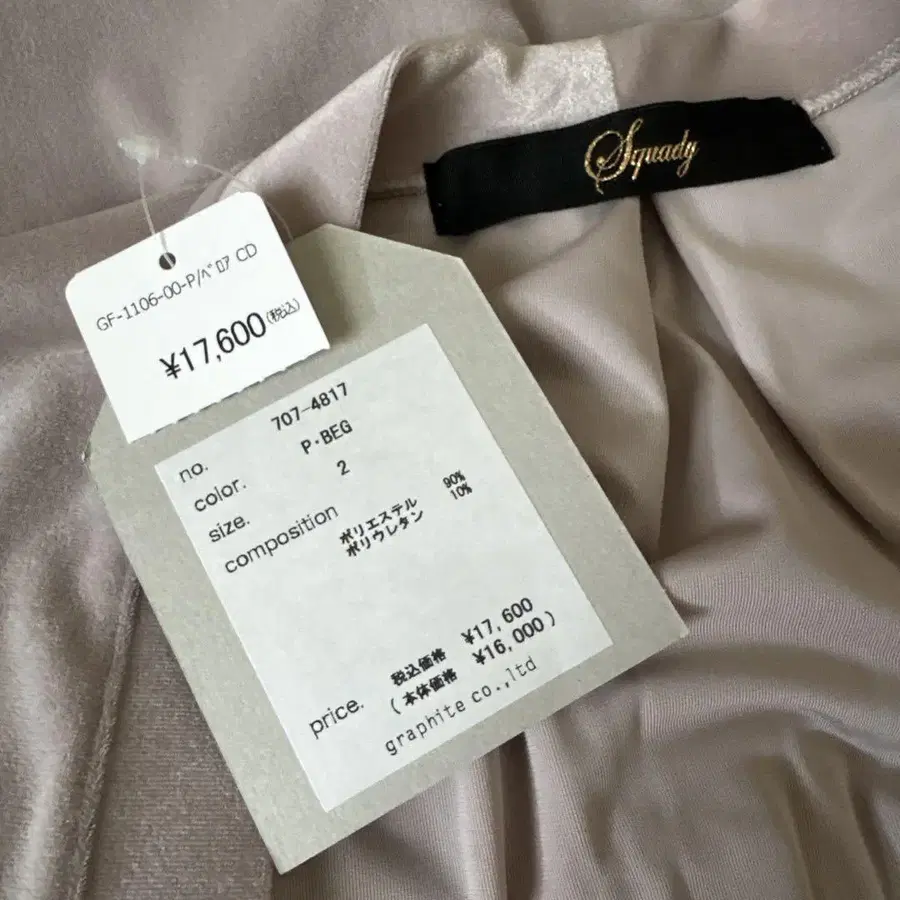 Squady
GF-1106-00-P/ベロア CD
¥17,600(税込)
no. 707-4817
color. P・BEG
size. 2
composition ポリエステル 90%
ポリウレタン 10%
price. 税込価格 ¥17,600
(本体価格 ¥16,000)
graphite co.,ltd